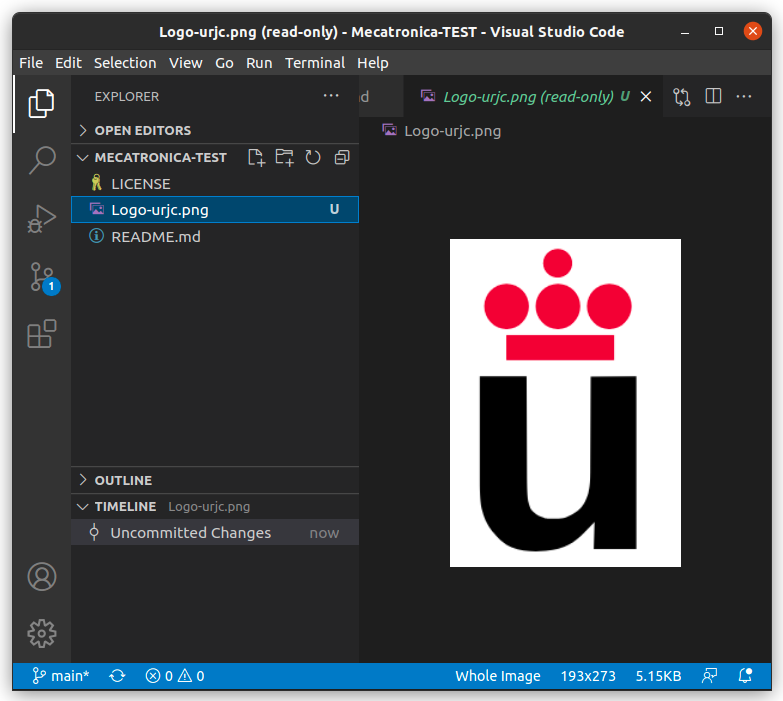 Logo-urjc.png (read-only) - Mecatronica-TEST - Visual Studio Code
File Edit Selection View Go Run Terminal Help
EXPLORER
d
Logo-urjc.png (read-only) U
OPEN EDITORS
Logo-urjc.png
MECATRONICA-TEST
LICENSE
Logo-urjc.png U
README.md
1
u
OUTLINE
TIMELINE Logo-urjc.png
Uncommitted Changes now
main* 0 0 Whole Image 193x273 5.15KB